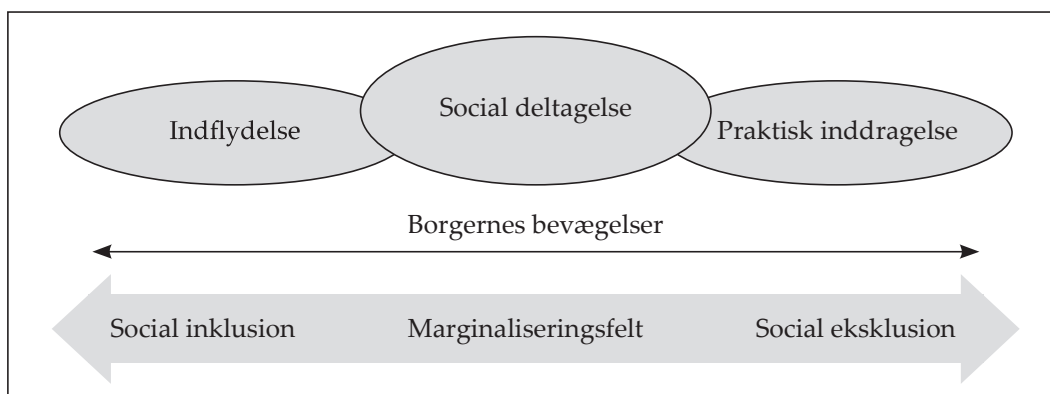 Indflydelse
Social deltagelse
Praktisk inddragelse
Borgernes bevægelser
Social inklusion
Marginaliseringsfelt
Social eksklusion